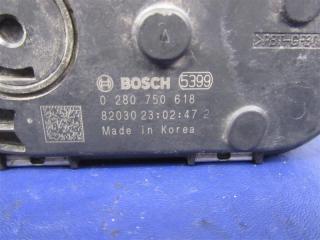 BOSCH 5399
0 280 750 618
82030 23:02:47 2
Made in Korea